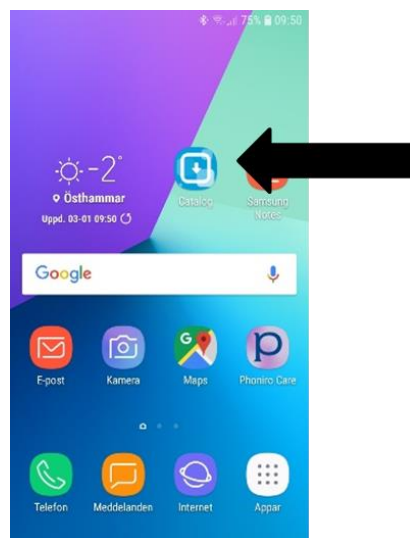 75% 09:50
-2°
Östhammar
Uppd. 03-01 09:50
Catalog
Samsung
Notes
Google
E-post
Kamera
Maps
Phoniro Care
Telefon
Meddelanden
Internet
Appar